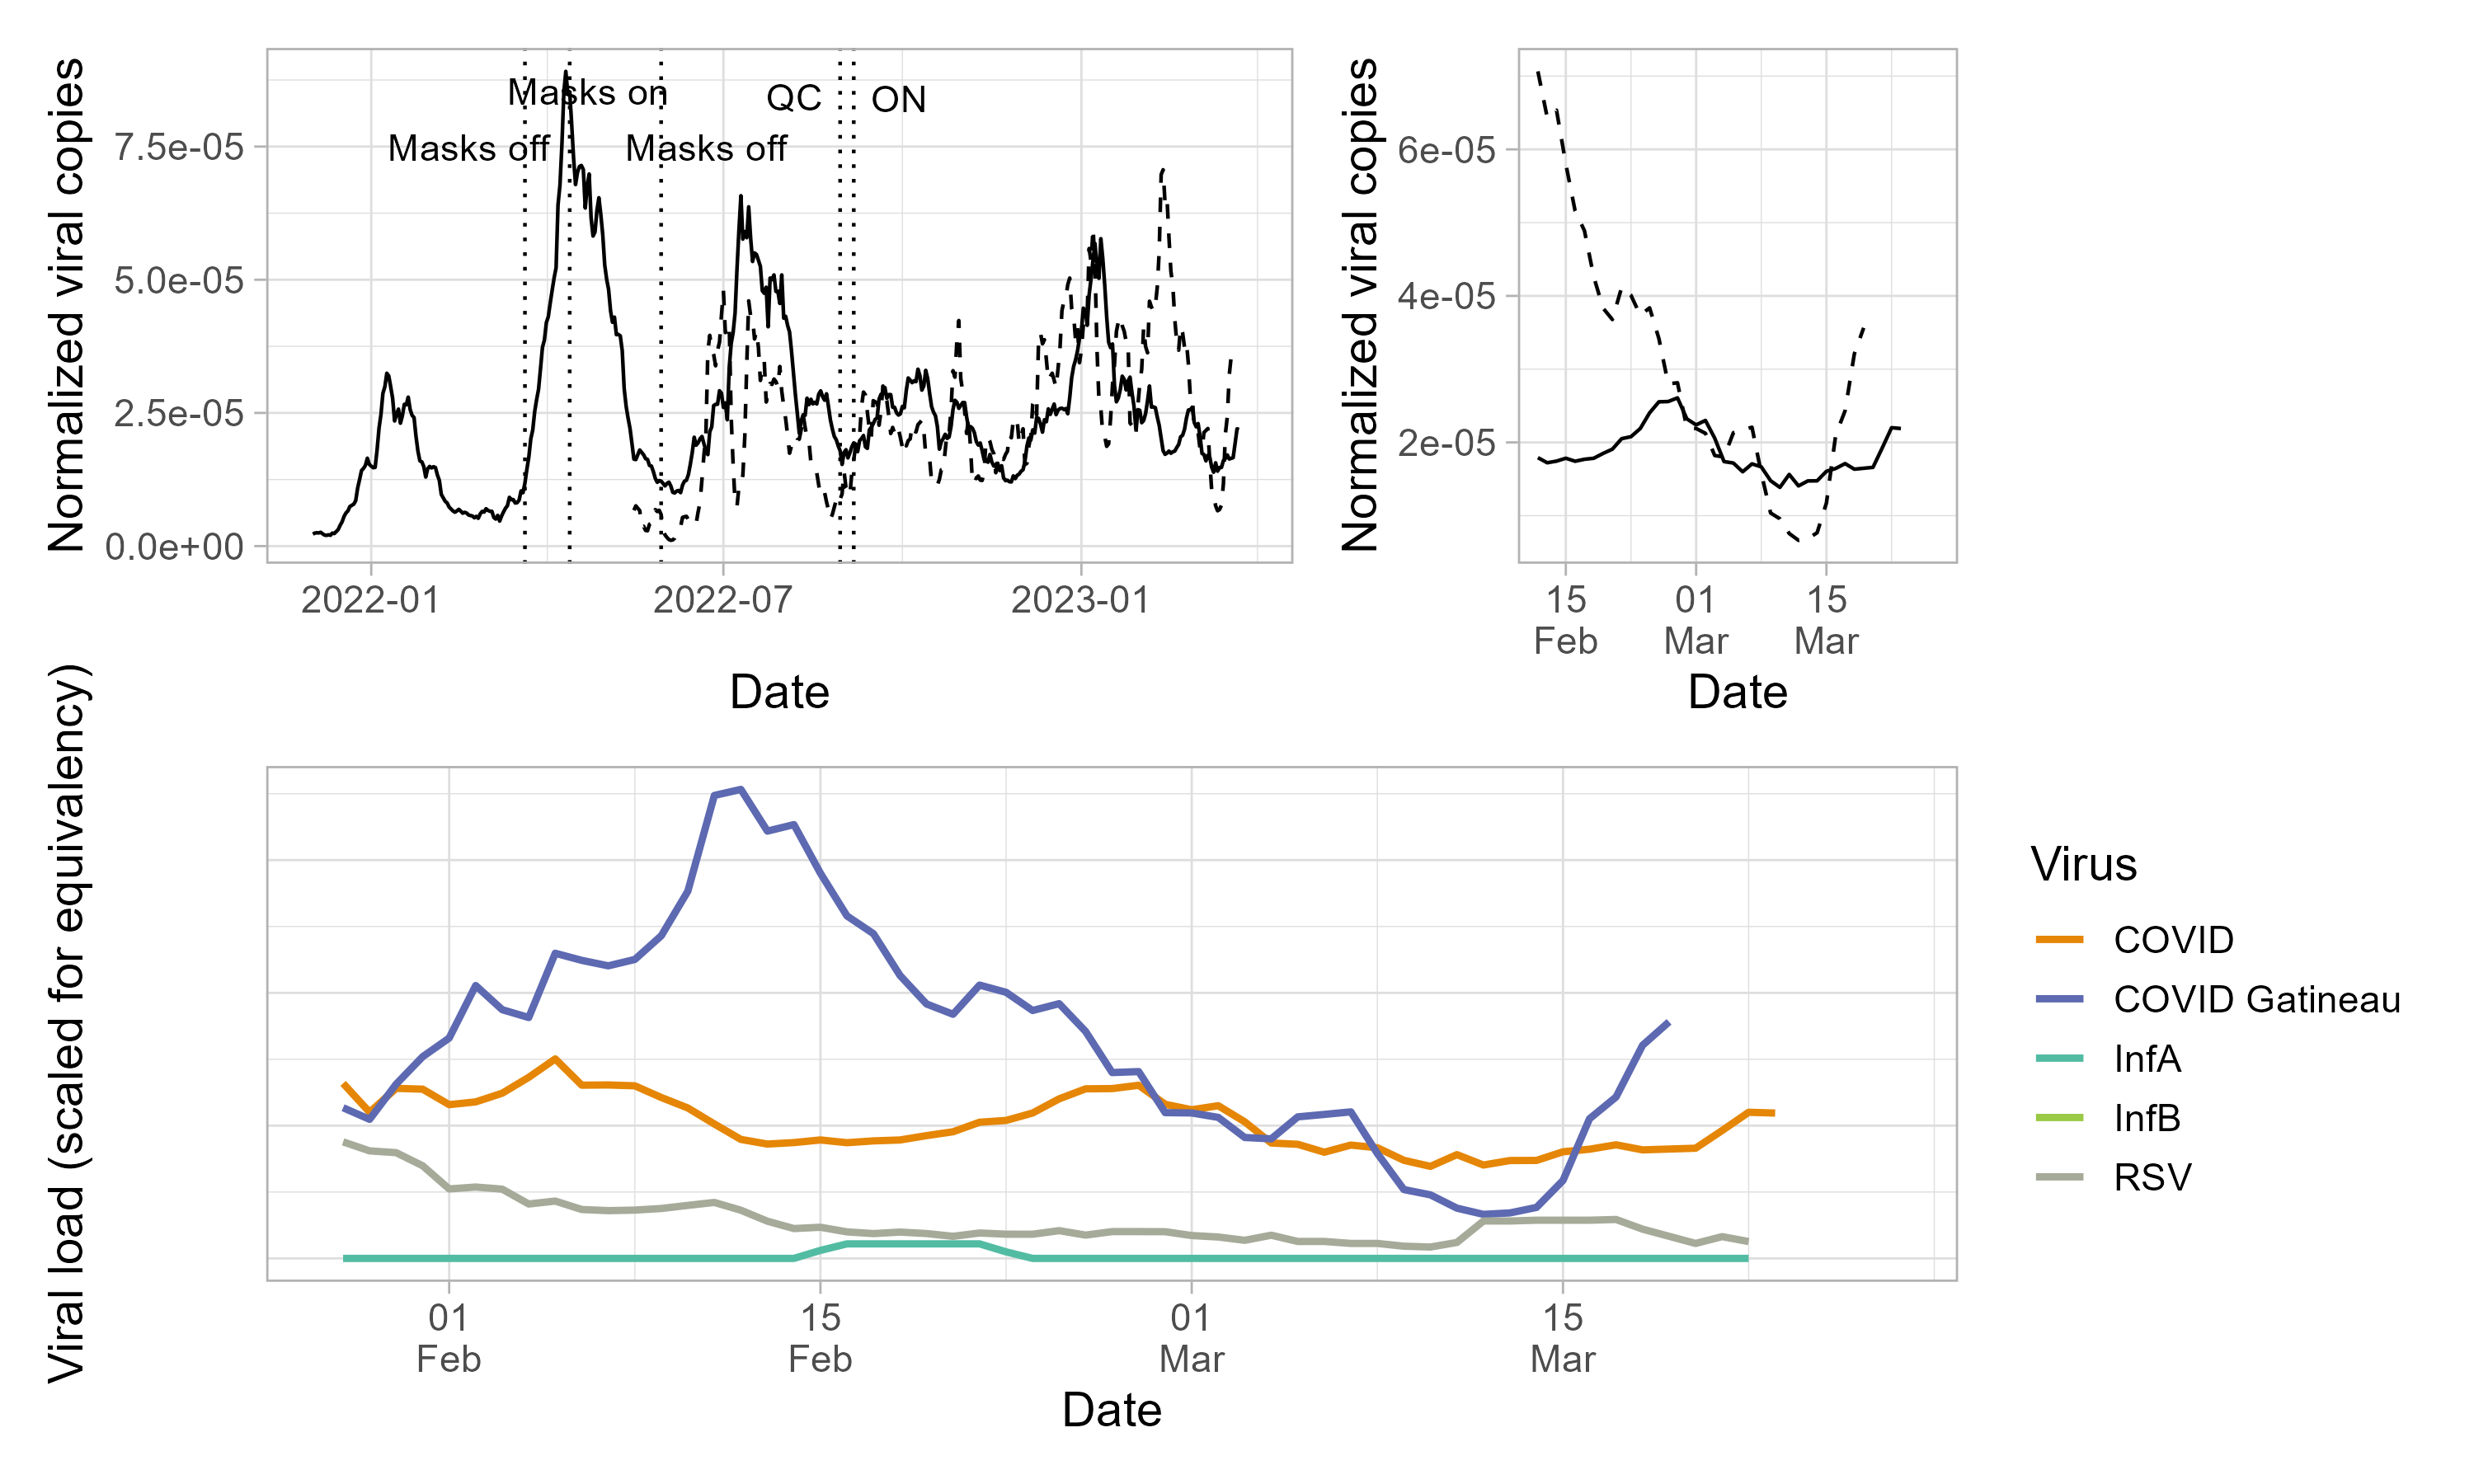 Normalized viral copies
7.5e-05
5.0e-05
2.5e-05
0.0e+00
Masks on
Masks off
Masks off
QC
ON
2022-01
2022-07
2023-01
Date
Normalized viral copies
6e-05
4e-05
2e-05
15
Feb
01
Mar
15
Mar
Date
Viral load (scaled for equivalency)
01
Feb
15
Feb
01
Mar
15
Mar
Date
Virus
COVID
COVID Gatineau
InfA
InfB
RSV